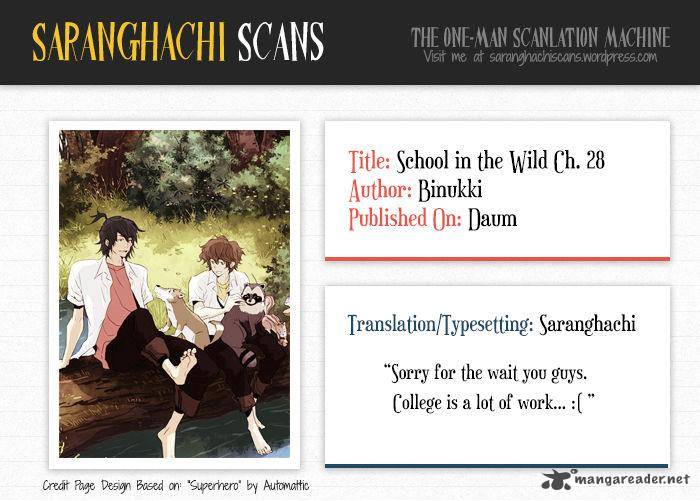 SARANGHACHI SCANS
THE ONE-MAN SCANLATION MACHINE
Visit me at saranghachiscans.wordpress.com
Title: School in the Wild Ch. 28
Author: Binukki
Published On: Daum
Translation/Typesetting: Saranghachi
“Sorry for the wait you guys.
College is a lot of work... :( ”
Credit Page Design Based on: "Superhero" by Automattic
mangareader.net